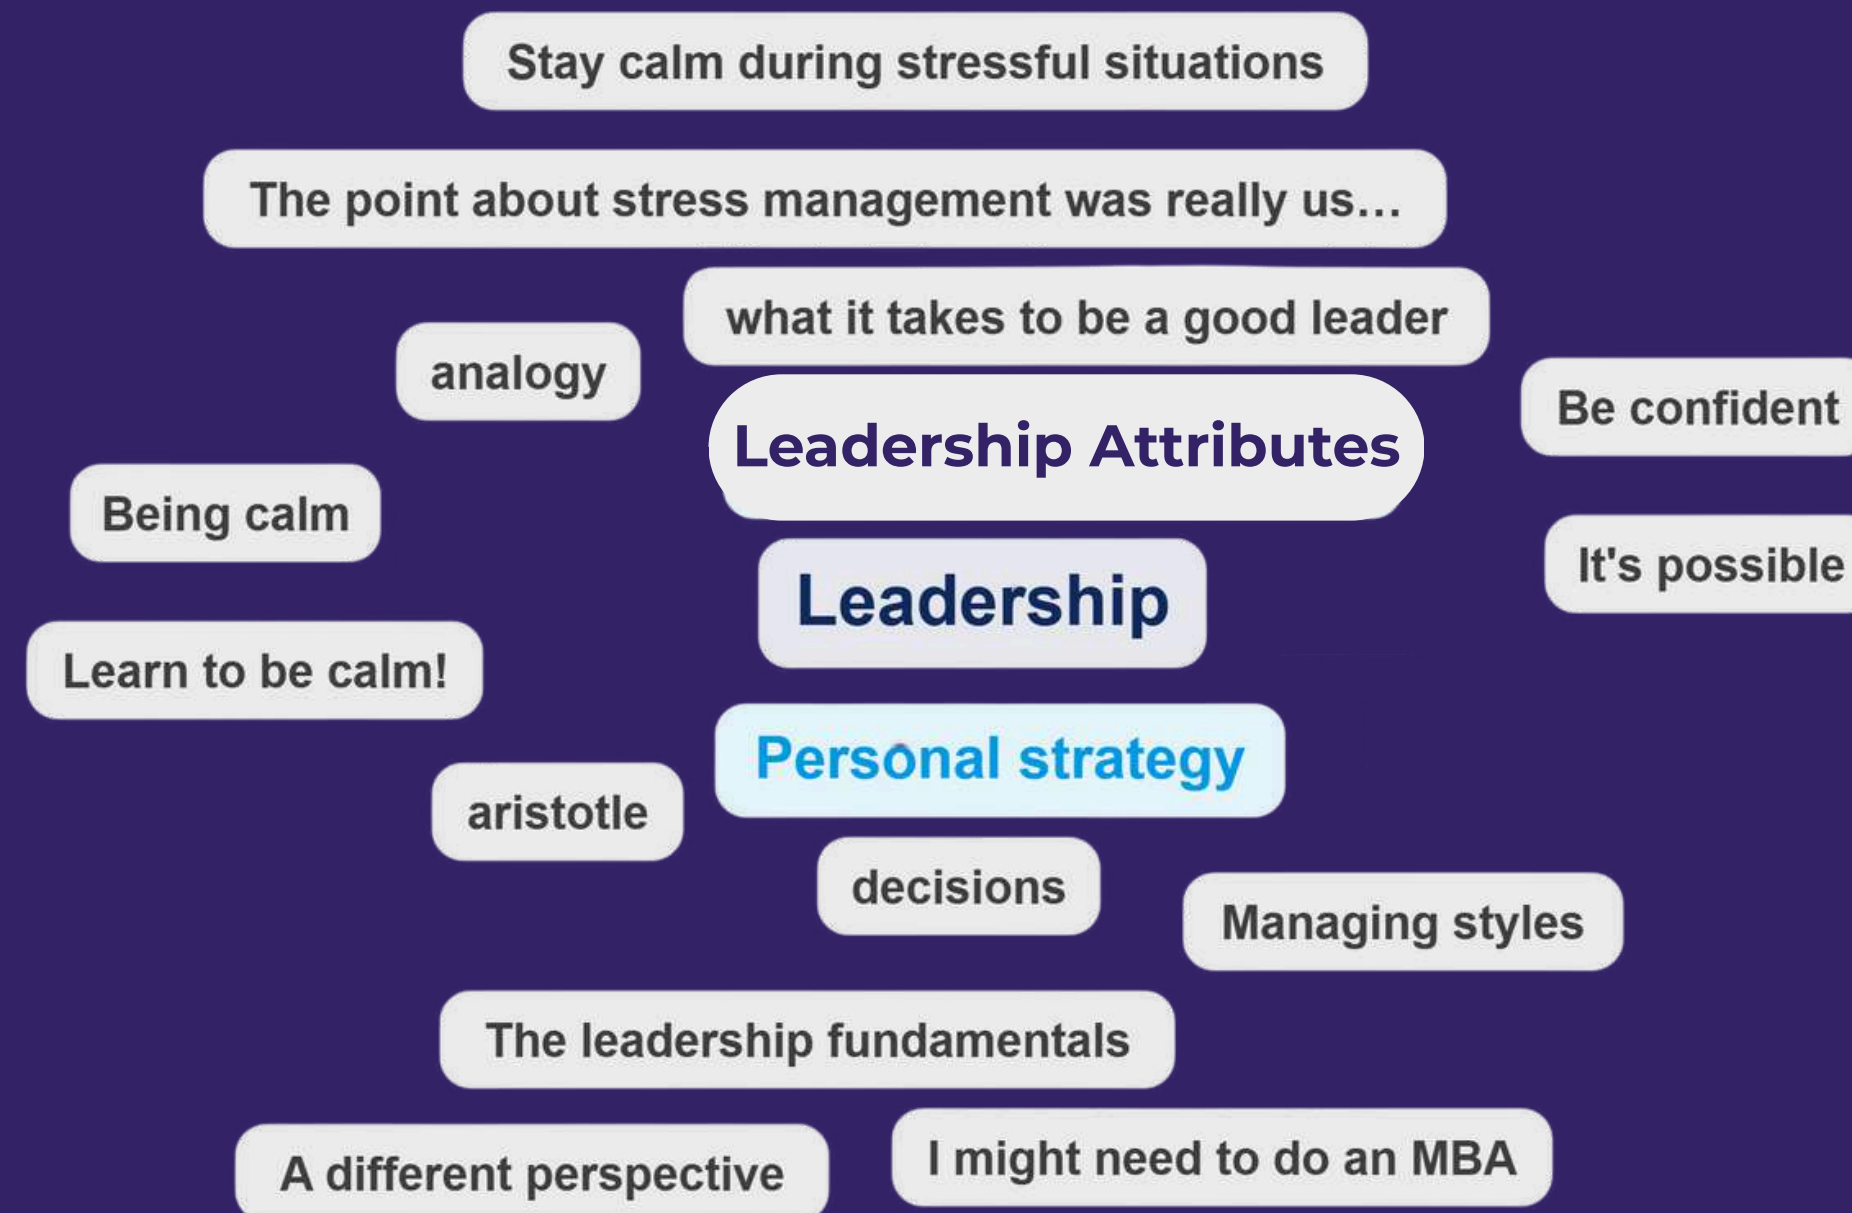 Stay calm during stressful situations
The point about stress management was really us…
what it takes to be a good leader
analogy
Be confident
Leadership Attributes
Being calm
It's possible
Leadership
Learn to be calm!
Personal strategy
aristotle
decisions
Managing styles
The leadership fundamentals
I might need to do an MBA
A different perspective